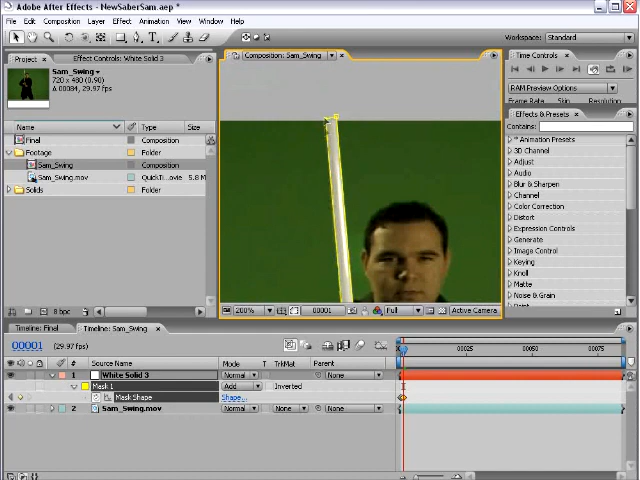 Adobe After Effects - NewSaberSam.aep *
File Edit Composition Layer Effect Animation View Window Help
Workspace: Standard
Project × Effect Controls: White Solid 3
Composition: Sam_Swing
Time Controls ×
Sam_Swing
720 x 480 (0.90)
Δ 00084, 29.97 fps
RAM Preview Options
Frame Rate Skip Resolution
Effects & Presets ×
Contains:
Name Type Size
Final Composition
Footage Folder
Sam_Swing Composition
Sam_Swing.mov QuickTi...ovie 5.8 M
Solids Folder
* Animation Presets
3D Channel
Adjust
Audio
Blur & Sharpen
Channel
Color Correction
Distort
Expression Controls
Generate
Image Control
Keying
Knoll
Matte
Noise & Grain
8 bpc
200% 00001 Full Active Camera
Timeline: Final Timeline: Sam_Swing ×
00001 (29.97 fps)
00025 00050 00075
# Source Name Mode T TrkMat Parent
1 White Solid 3 Normal None
Mask 1 Add Inverted
Mask Shape Shape...
2 Sam_Swing.mov Normal None None